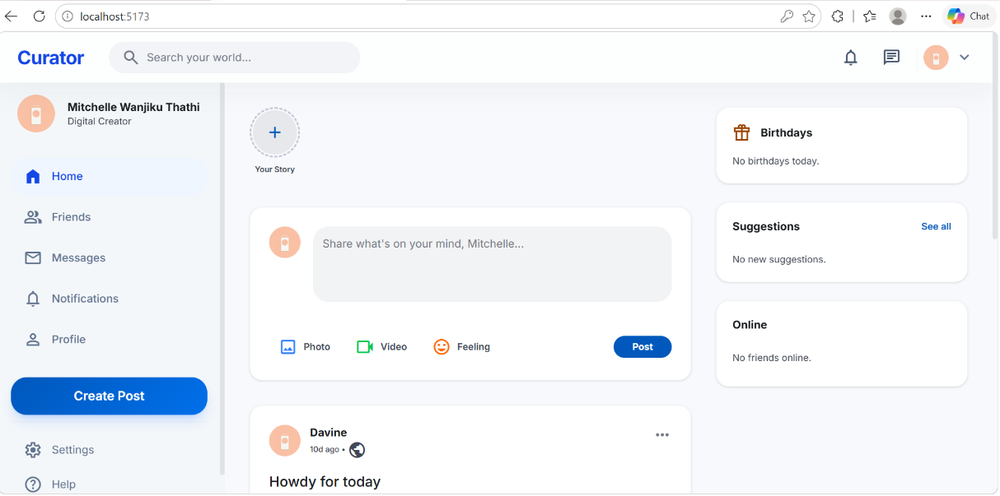 localhost:5173
Chat
Curator
Search your world...
Mitchelle Wanjiku Thathi
Digital Creator
Home
Friends
Messages
Notifications
Profile
Create Post
Settings
Help
Your Story
Share what's on your mind, Mitchelle...
Photo
Video
Feeling
Post
Davine
10d ago •
Howdy for today
Birthdays
No birthdays today.
Suggestions
See all
No new suggestions.
Online
No friends online.